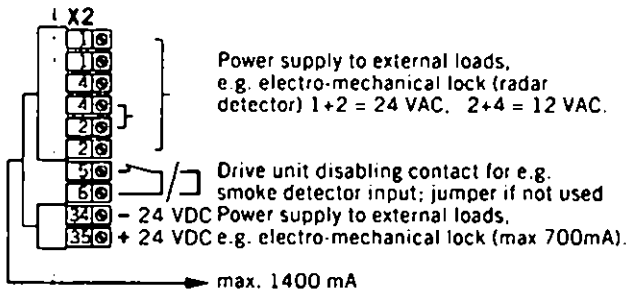 X2
1
1
4
4
2
2
5
6
34 - 24 VDC
35 + 24 VDC
Power supply to external loads,
e.g. electro-mechanical lock (radar
detector) 1+2 = 24 VAC. 2+4 = 12 VAC.
Drive unit disabling contact for e.g.
smoke detector input; jumper if not used
Power supply to external loads,
e.g. electro-mechanical lock (max 700mA).
max. 1400 mA